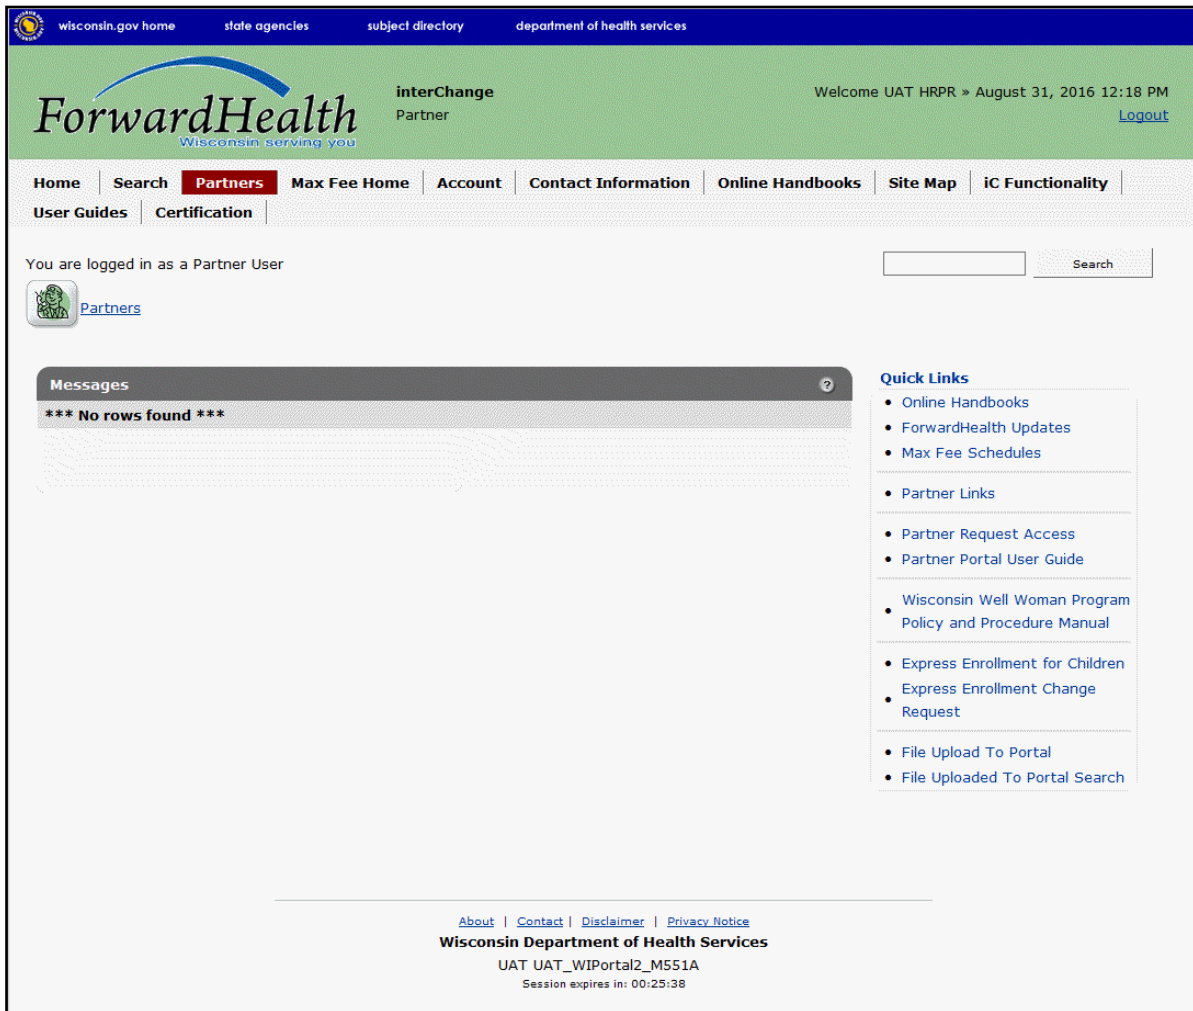 wisconsin.gov home state agencies subject directory department of health services
ForwardHealth
Wisconsin serving you
interChange
Partner
Welcome UAT HRPR » August 31, 2016 12:18 PM
Logout
Home Search Partners Max Fee Home Account Contact Information Online Handbooks Site Map iC Functionality
User Guides Certification
You are logged in as a Partner User
Search
Partners
Messages ?
*** No rows found ***
Quick Links
Online Handbooks
ForwardHealth Updates
Max Fee Schedules
Partner Links
Partner Request Access
Partner Portal User Guide
Wisconsin Well Woman Program
Policy and Procedure Manual
Express Enrollment for Children
Express Enrollment Change
Request
File Upload To Portal
File Uploaded To Portal Search
About | Contact | Disclaimer | Privacy Notice
Wisconsin Department of Health Services
UAT UAT_WIPortal2_M551A
Session expires in: 00:25:38